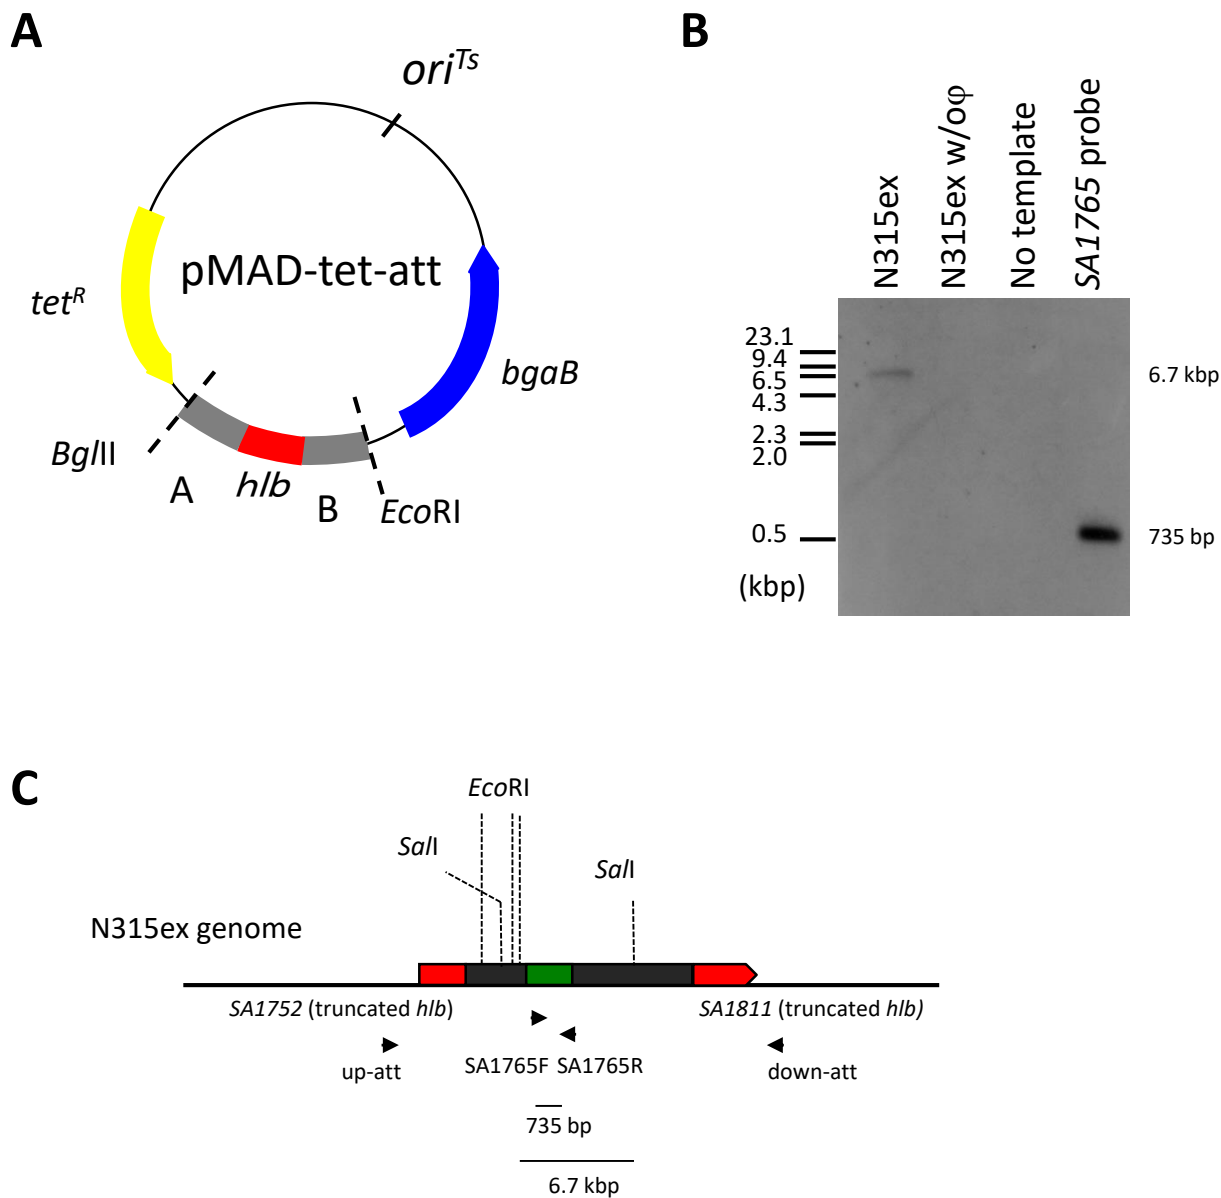 A
ori^Ts
pMAD-tet-att
tet^R
bgaB
BglII
A
hlb
B
EcoRI
B
N315ex
N315ex w/oφ
No template
SA1765 probe
23.1
9.4
6.5
4.3
2.3
2.0
0.5
(kbp)
6.7 kbp
735 bp
C
EcoRI
SalI
SalI
N315ex genome
SA1752 (truncated hlb)
SA1811 (truncated hlb)
SA1765F SA1765R
up-att
down-att
735 bp
6.7 kbp